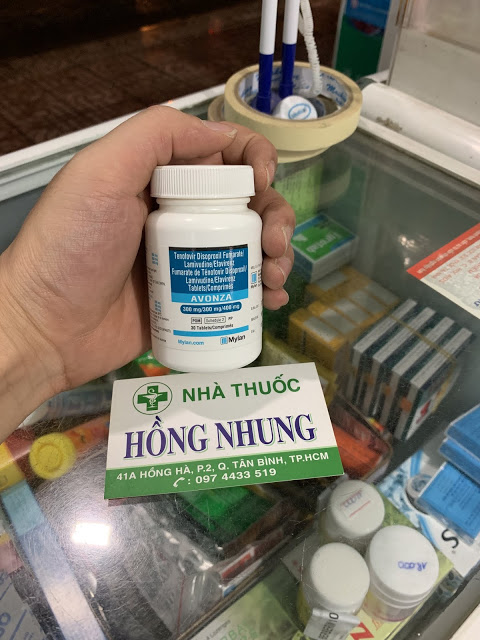 Tenofovir Disoproxil Fumarate/
Lamivudine/Efavirenz
Fumarate de Ténofovir Disoproxil/
Lamivudine/Efavirenz
Tablets/Comprimés
AVONZA
300 mg/300 mg/400 mg
POM
30 Tablets/Comprimés
Mylan.com
Mylan
NHÀ THUỐC
HỒNG NHUNG
41A HỒNG HÀ, P.2, Q. TÂN BÌNH, TP.HCM
: 097 4433 519